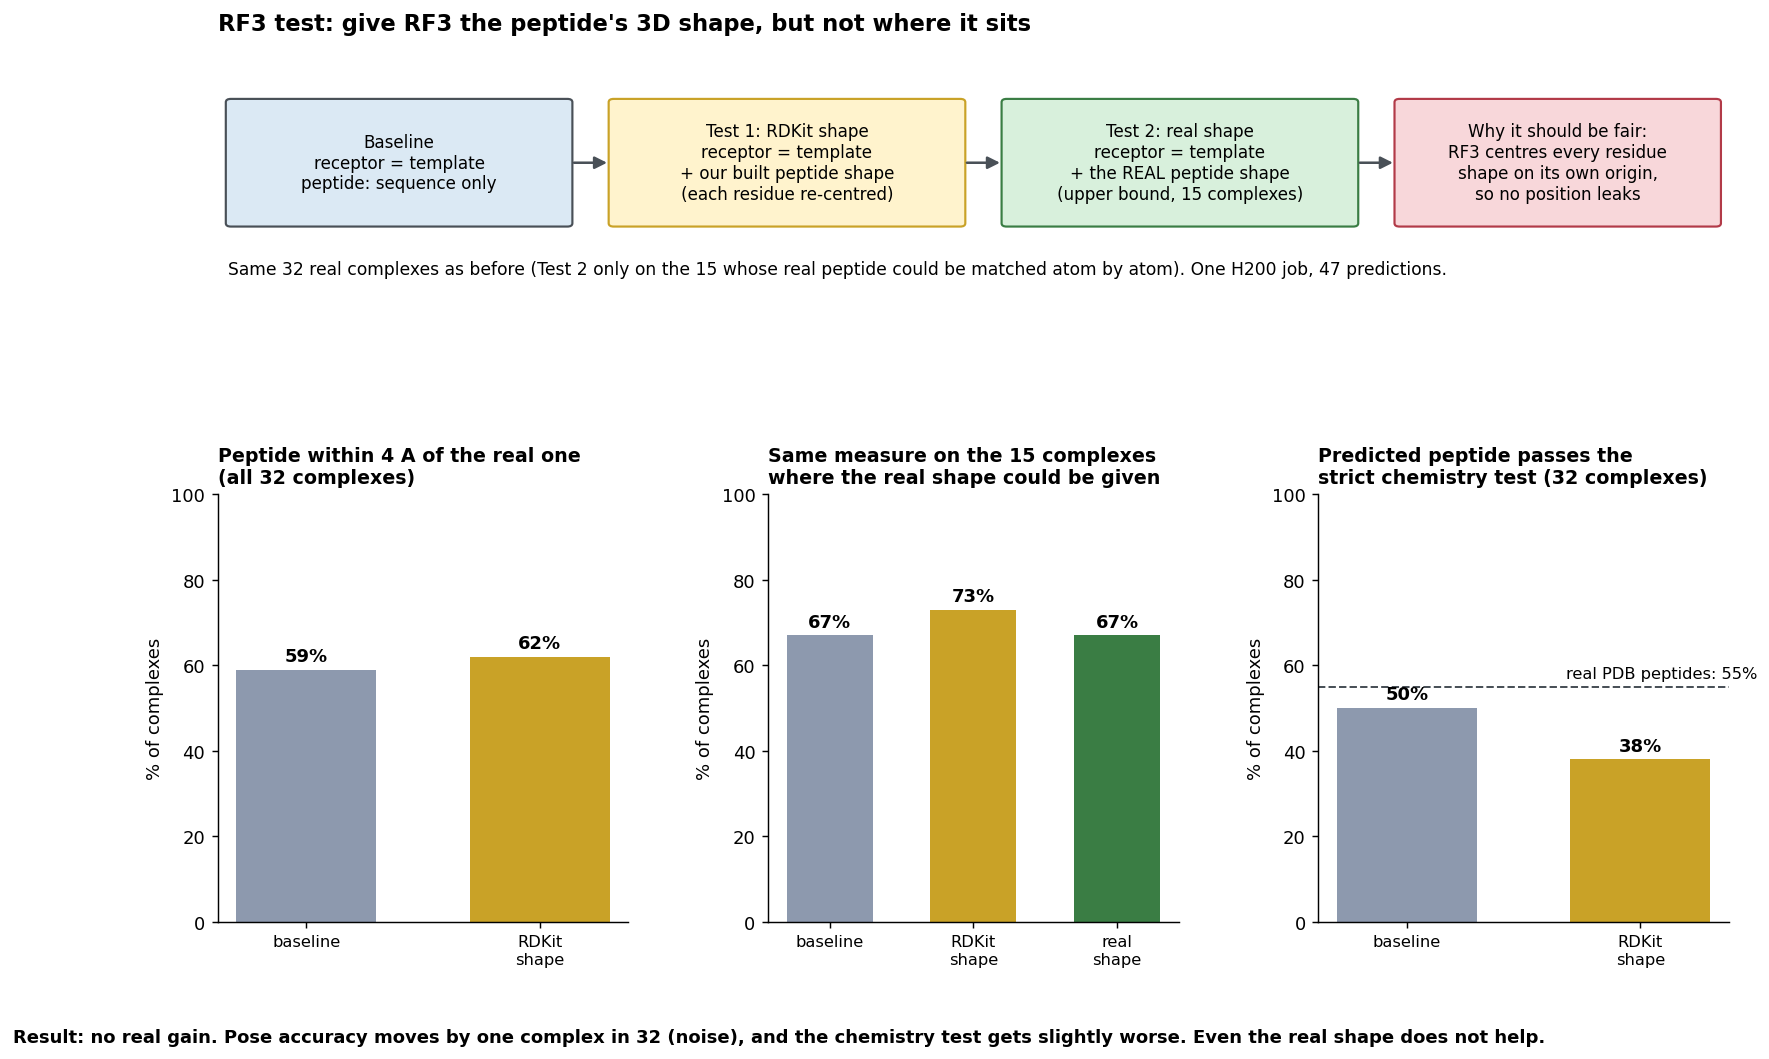 RF3 test: give RF3 the peptide's 3D shape, but not where it sits
Baseline
receptor = template
peptide: sequence only
Test 1: RDKit shape
receptor = template
+ our built peptide shape
(each residue re-centred)
Test 2: real shape
receptor = template
+ the REAL peptide shape
(upper bound, 15 complexes)
Why it should be fair:
RF3 centres every residue
shape on its own origin,
so no position leaks
Same 32 real complexes as before (Test 2 only on the 15 whose real peptide could be matched atom by atom). One H200 job, 47 predictions.
Peptide within 4 A of the real one
(all 32 complexes)
% of complexes
100
80
60
40
20
0
59%
62%
baseline
RDKit
shape
Same measure on the 15 complexes
where the real shape could be given
% of complexes
100
80
60
40
20
0
67%
73%
67%
baseline
RDKit
shape
real
shape
Predicted peptide passes the
strict chemistry test (32 complexes)
% of complexes
100
80
60
40
20
0
real PDB peptides: 55%
50%
38%
baseline
RDKit
shape
Result: no real gain. Pose accuracy moves by one complex in 32 (noise), and the chemistry test gets slightly worse. Even the real shape does not help.